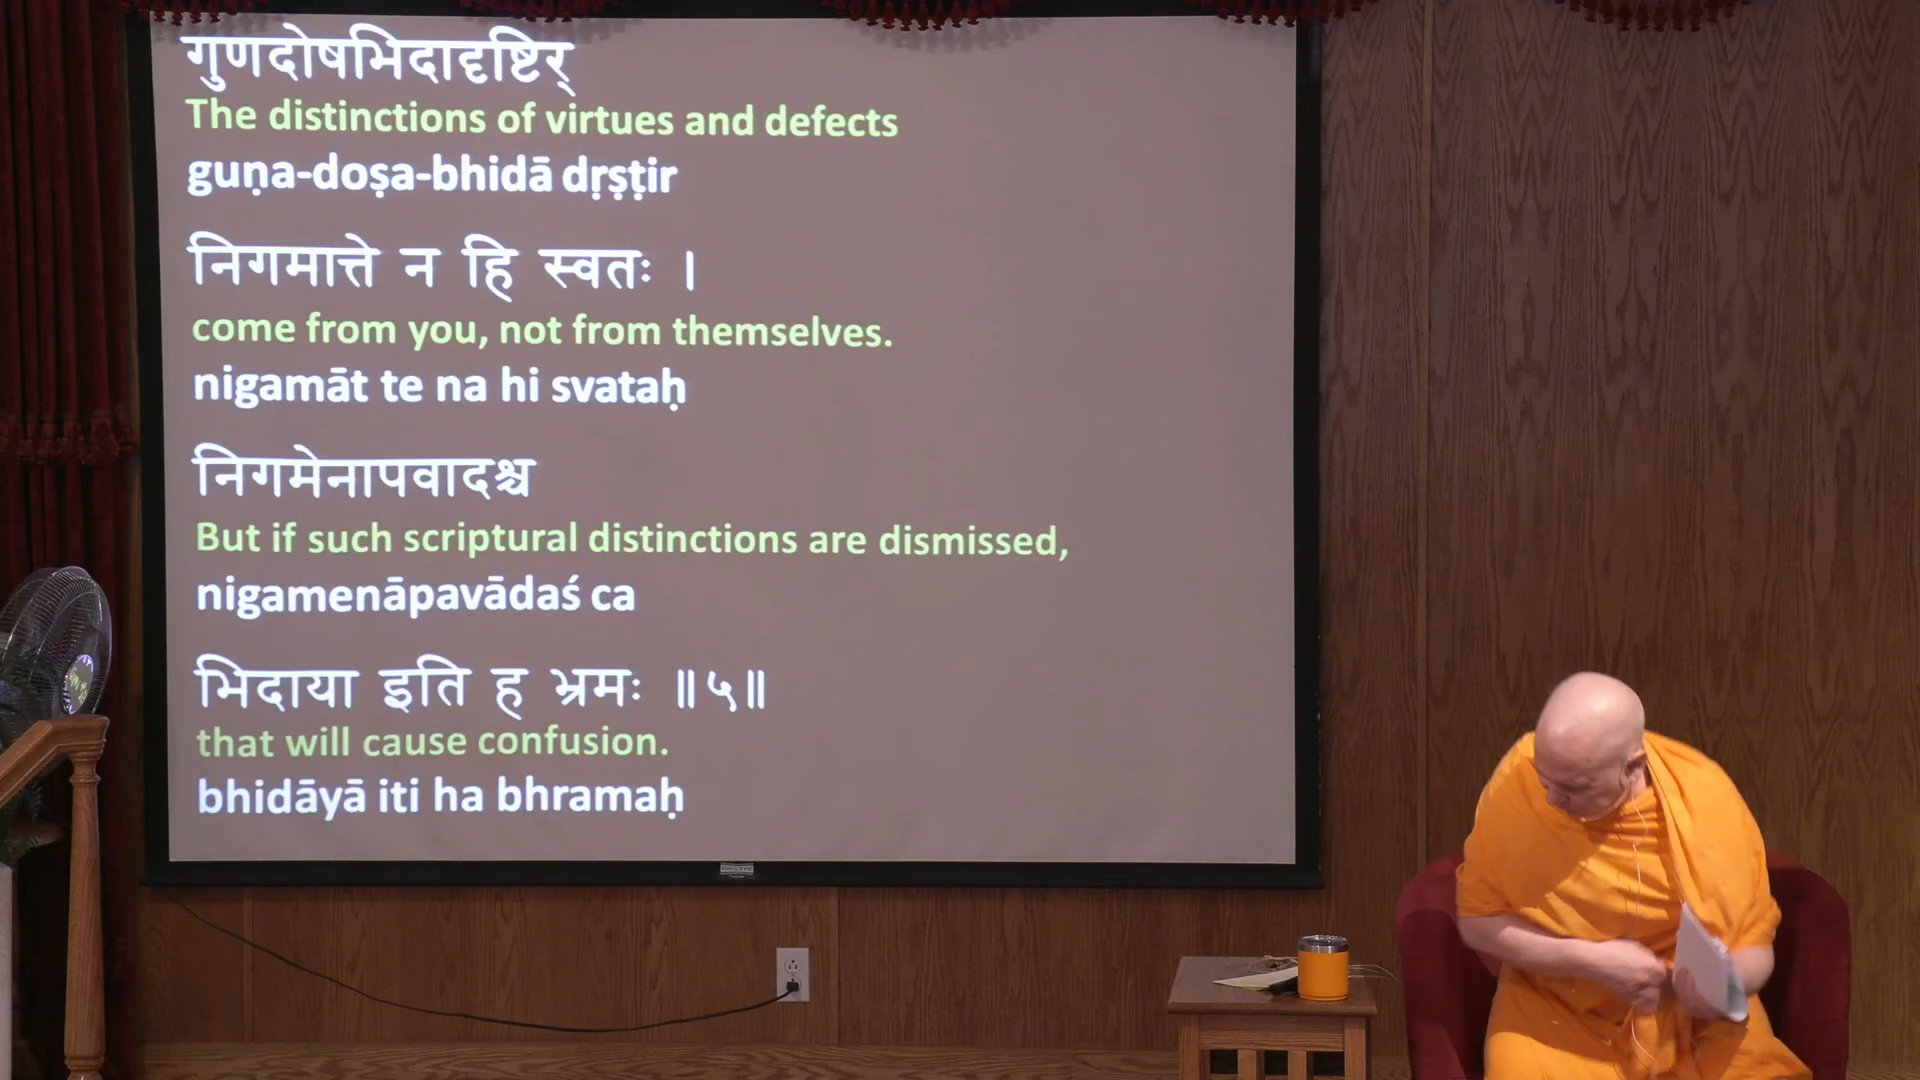 गुणदोषभिदादृष्टिर्
The distinctions of virtues and defects
guṇa-doṣa-bhidā dṛṣṭir
निगमात्ते न हि स्वतः ।
come from you, not from themselves.
nigamāt te na hi svataḥ
निगमेनापवादश्च
But if such scriptural distinctions are dismissed,
nigamenāpavādaś ca
भिदाया इति ह भ्रमः ॥५॥
that will cause confusion.
bhidāyā iti ha bhramaḥ